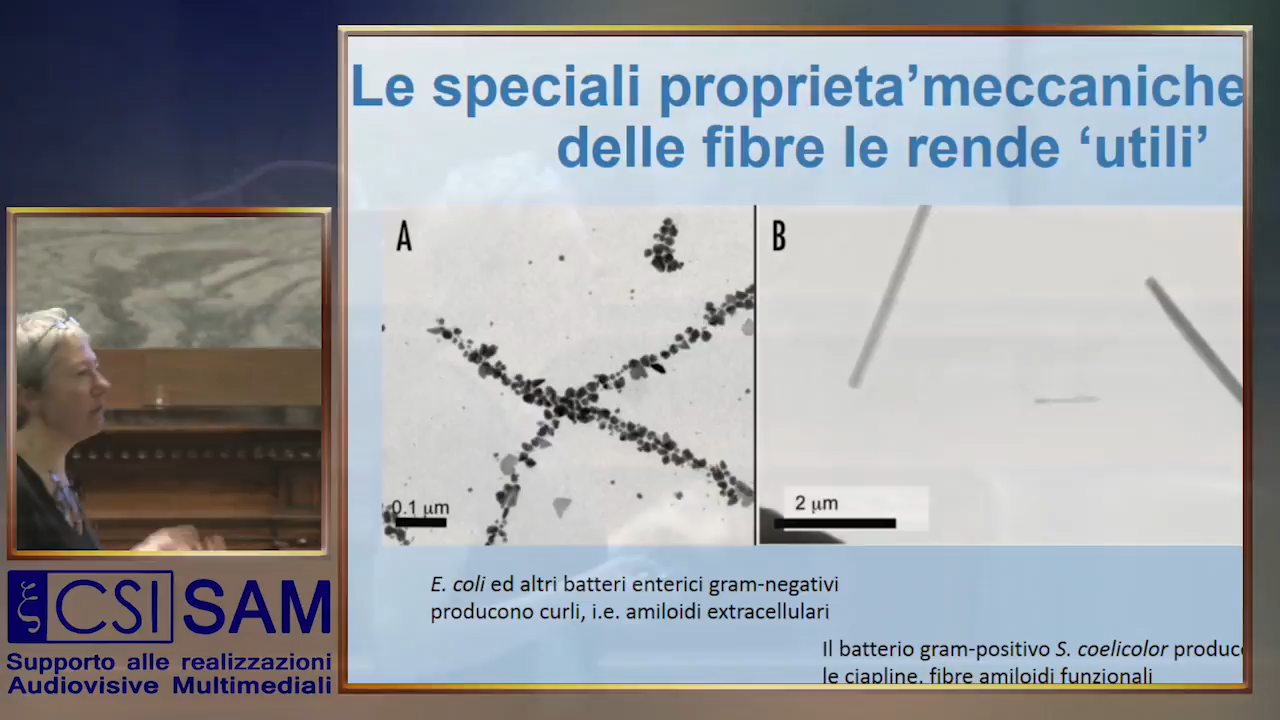 Le speciali proprieta’meccaniche
delle fibre le rende ‘utili’
A
B
0.1 μm
2 μm
E. coli ed altri batteri enterici gram-negativi
producono curli, i.e. amiloidi extracellulari
Il batterio gram-positivo S. coelicolor produce
le ciapline, fibre amiloidi funzionali
ξ CSI SAM
Supporto alle realizzazioni
Audiovisive Multimediali